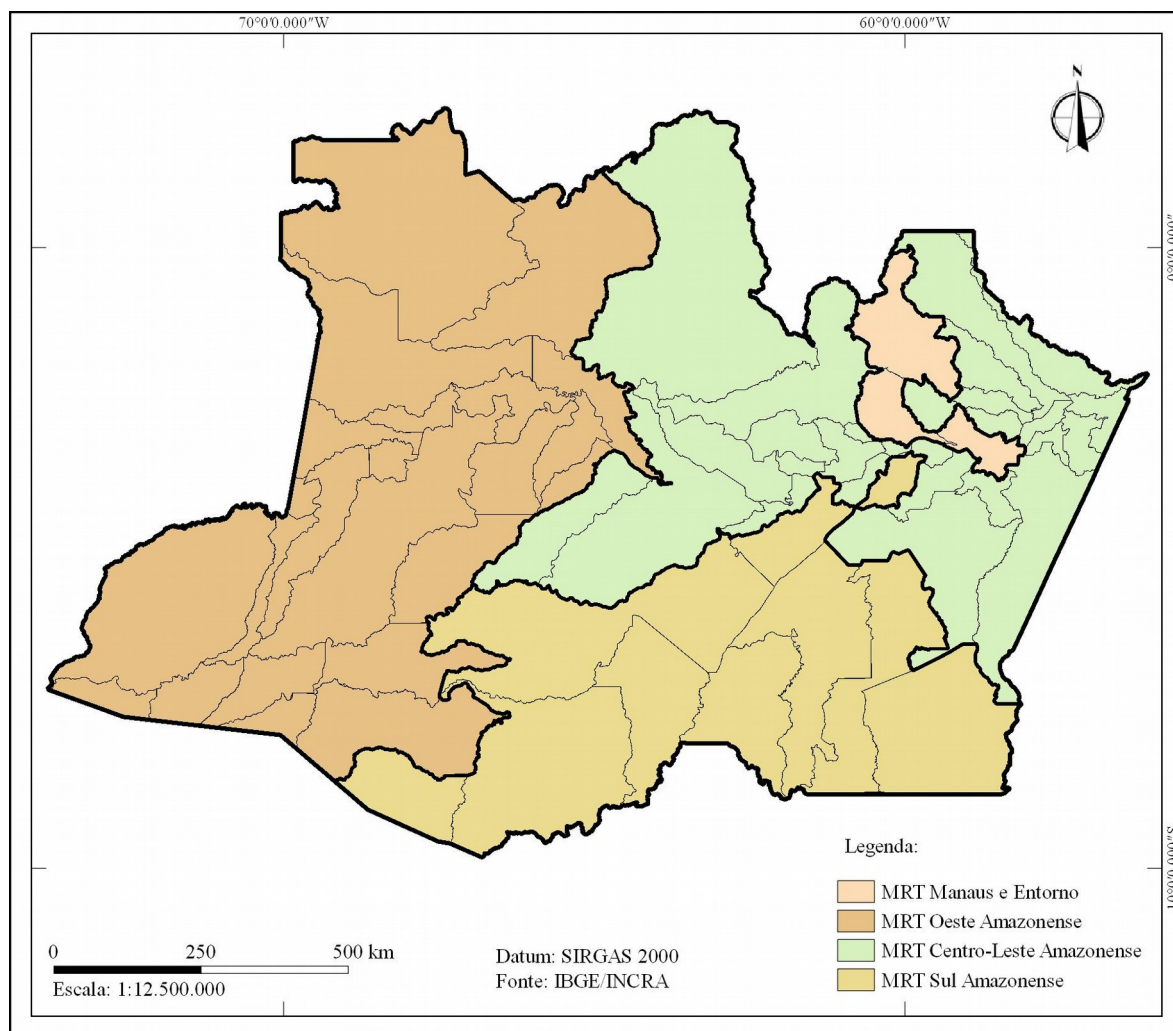 70°0'0.000"W
60°0'0.000"W
N
0°0'0.000"
Legenda:
10°0'0.000"S
MRT Manaus e Entorno
MRT Oeste Amazonense
MRT Centro-Leste Amazonense
MRT Sul Amazonense
0 250 500 km
Escala: 1:12.500.000
Datum: SIRGAS 2000
Fonte: IBGE/INCRA